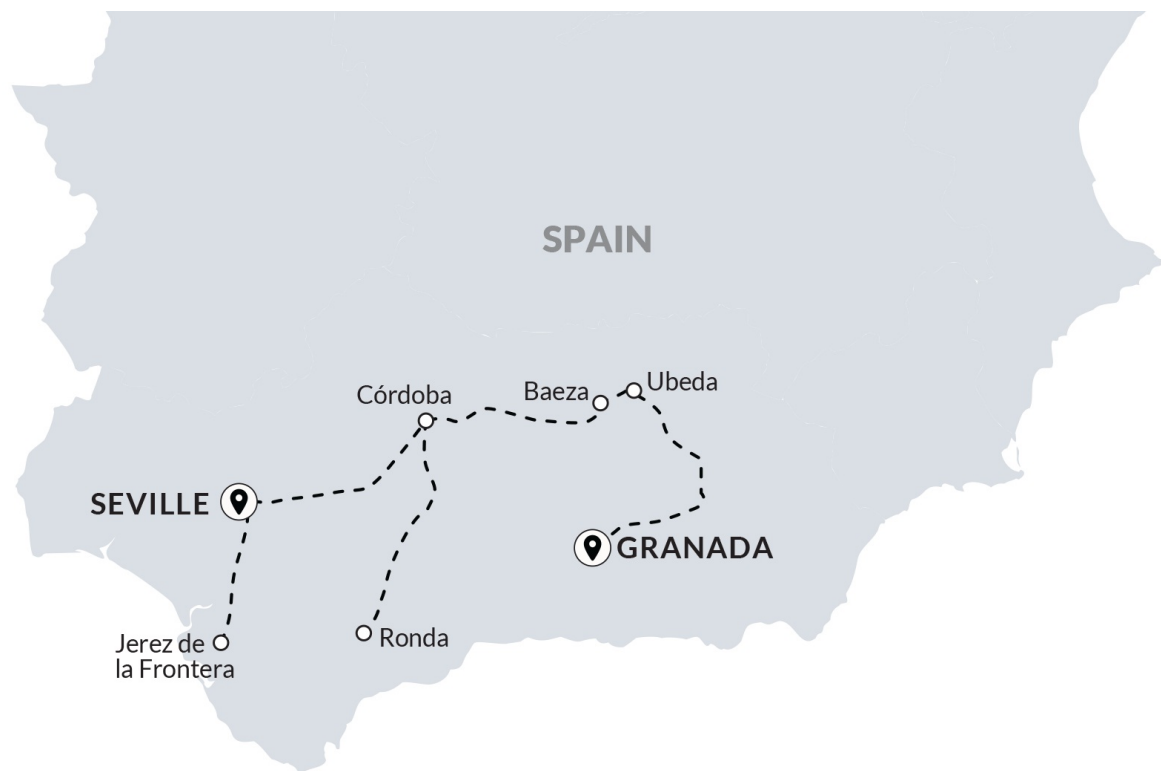 SPAIN
Córdoba
Baeza
Ubeda
SEVILLE
GRANADA
Jerez de
la Frontera
Ronda